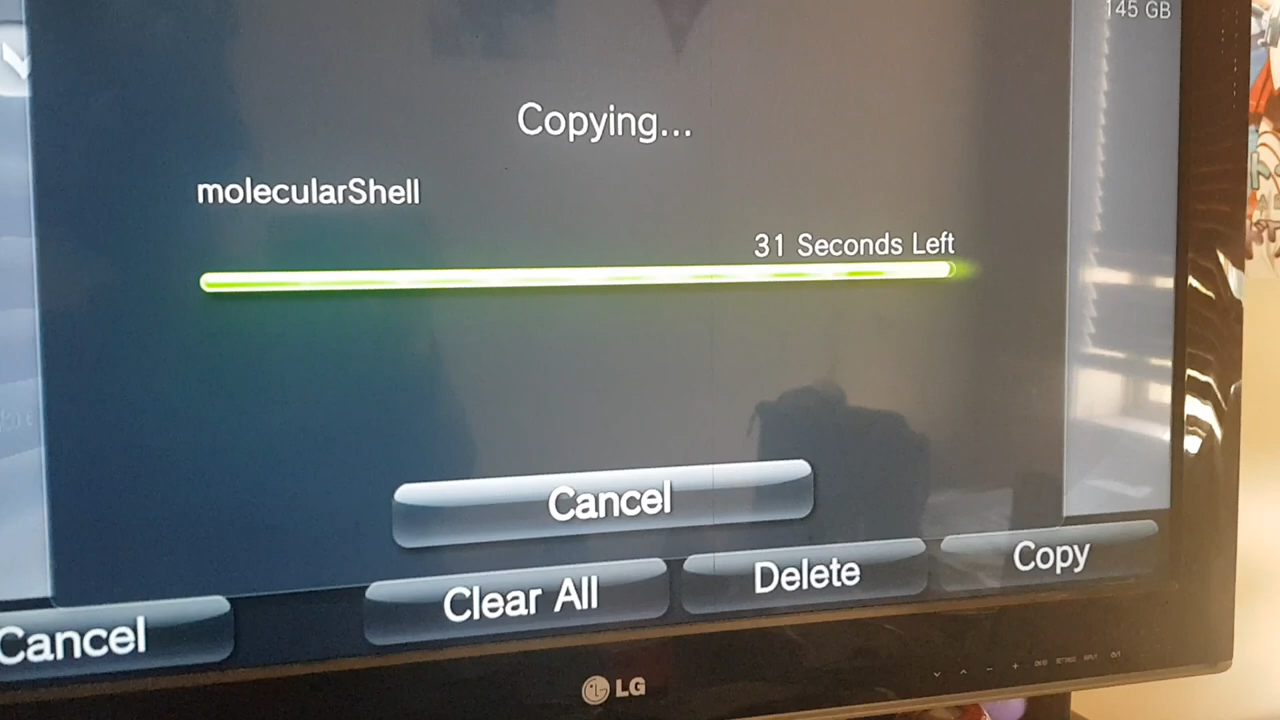 145 GB
Copying...
molecularShell
31 Seconds Left
Cancel
Cancel
Clear All
Delete
Copy
LG